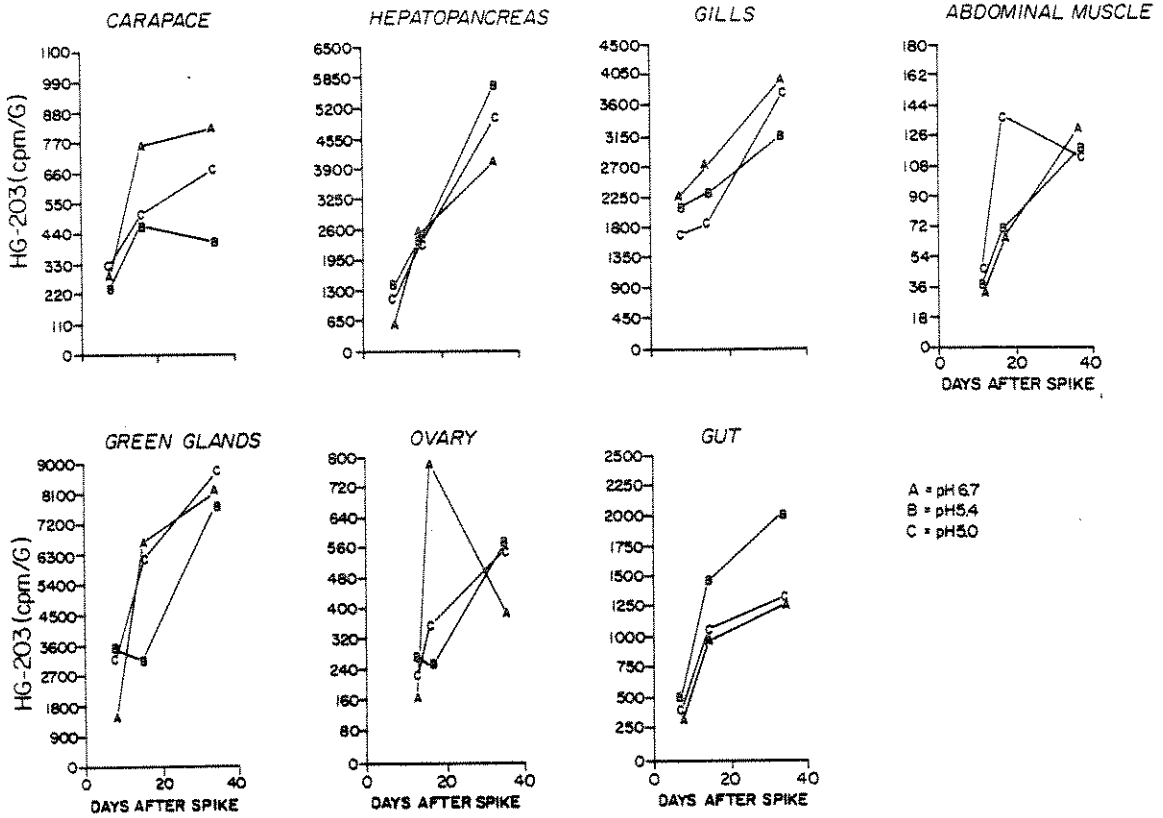 CARAPACE
HEPATOPANCREAS
GILLS
ABDOMINAL MUSCLE
HG-203(cpm/G)
1100
990
880
770
660
550
440
330
220
110
0
A
A
A
B
B
B
C
C
C
6500
5850
5200
4550
3900
3250
2600
1950
1300
650
0
A
A
A
B
B
B
C
C
C
4500
4050
3600
3150
2700
2250
1800
1350
900
450
0
A
A
A
B
B
B
C
C
C
180
162
144
126
108
90
72
54
36
18
0
A
A
A
B
B
B
C
C
C
0 20 40
DAYS AFTER SPIKE
GREEN GLANDS
OVARY
GUT
HG-203(cpm/G)
9000
8100
7200
6300
5400
4500
3600
2700
1800
900
0
A
A
A
B
B
B
C
C
C
0 20 40
DAYS AFTER SPIKE
800
720
640
560
480
400
320
240
160
80
0
A
A
A
B
B
B
C
C
C
0 20 40
DAYS AFTER SPIKE
2500
2250
2000
1750
1500
1250
1000
750
500
250
0
A
A
A
B
B
B
C
C
C
0 20 40
DAYS AFTER SPIKE
A = pH 6.7
B = pH5.4
C = pH5.0